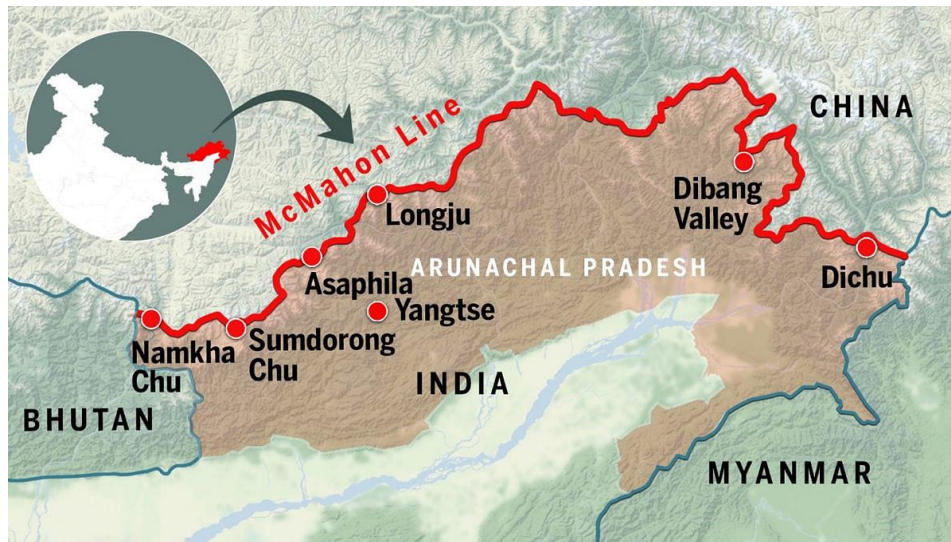 McMahon Line
CHINA
Dibang
Valley
Longju
Dichu
ARUNACHAL PRADESH
Asaphila
Yangtse
Namkha
Chu
Sumdorong
Chu
INDIA
BHUTAN
MYANMAR